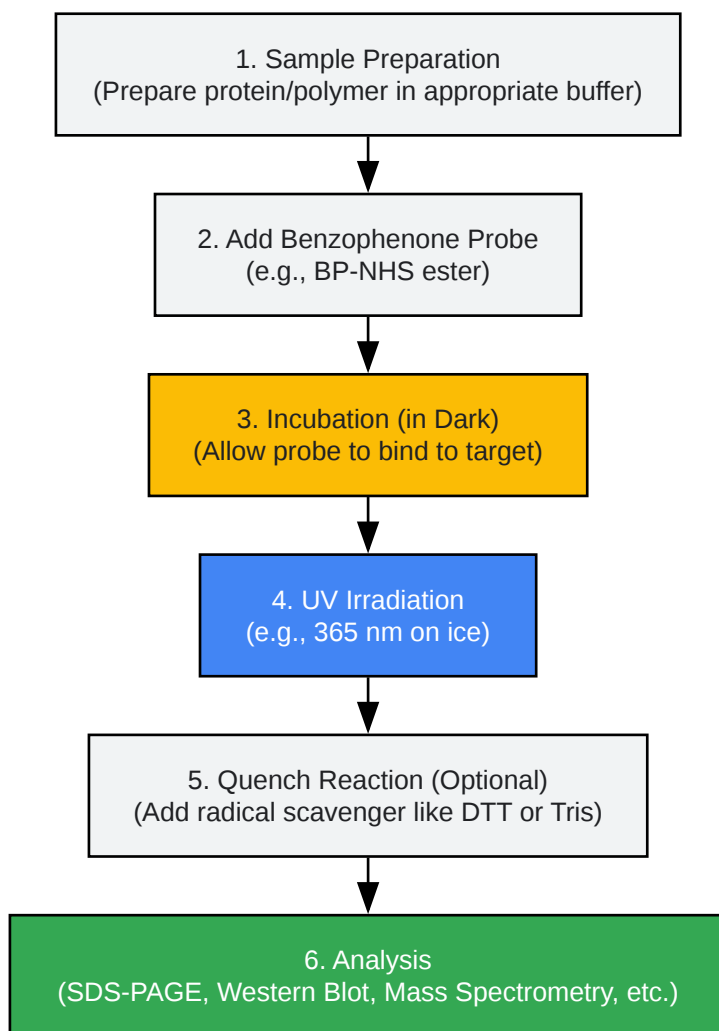 1. Sample Preparation
(Prepare protein/polymer in appropriate buffer)
2. Add Benzophenone Probe
(e.g., BP-NHS ester)
3. Incubation (in Dark)
(Allow probe to bind to target)
4. UV Irradiation
(e.g., 365 nm on ice)
5. Quench Reaction (Optional)
(Add radical scavenger like DTT or Tris)
6. Analysis
(SDS-PAGE, Western Blot, Mass Spectrometry, etc.)